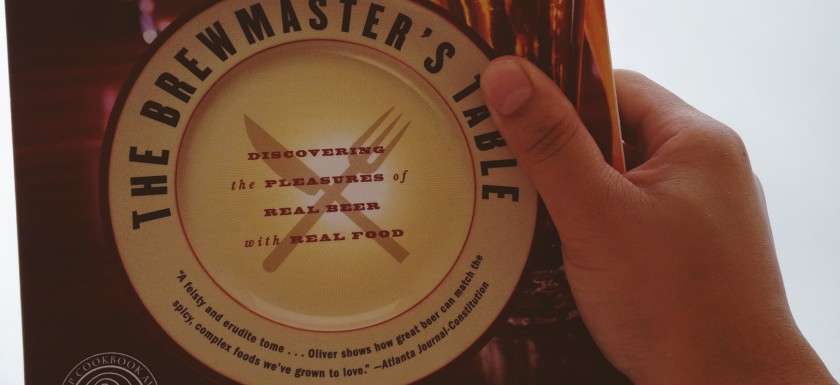 THE BREWMASTER'S TABLE
DISCOVERING
the PLEASURES of
REAL BEER
with REAL FOOD
"A feisty and erudite tome . . . Oliver shows how great beer can match the
spicy, complex foods we've grown to love." —Atlanta Journal-Constitution
COOKBOOK